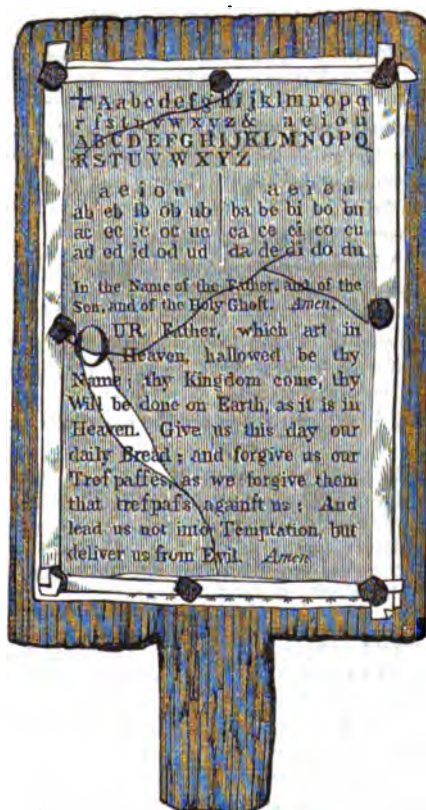 + A a b c d e f g h i j k l m n o p q
r ſ s t u v w x y z & a e i o u
A B C D E F G H I J K L M N O P Q
R S T U V W X Y Z
a e i o u a e i o u
ab eb ib ob ub ba be bi bo bu
ac ec ic oc uc ca ce ci co cu
ad ed id od ud da de di do du
In the Name of the Father, and of the
Son, and of the Holy Ghoſt. Amen.
OUR Father, which art in
Heaven, hallowed be thy
Name; thy Kingdom come, thy
Will be done on Earth, as it is in
Heaven. Give us this day our
daily Bread; and forgive us our
Treſpaſſes, as we forgive them
that treſpaſs againſt us: And
lead us not into Temptation, but
deliver us from Evil. Amen